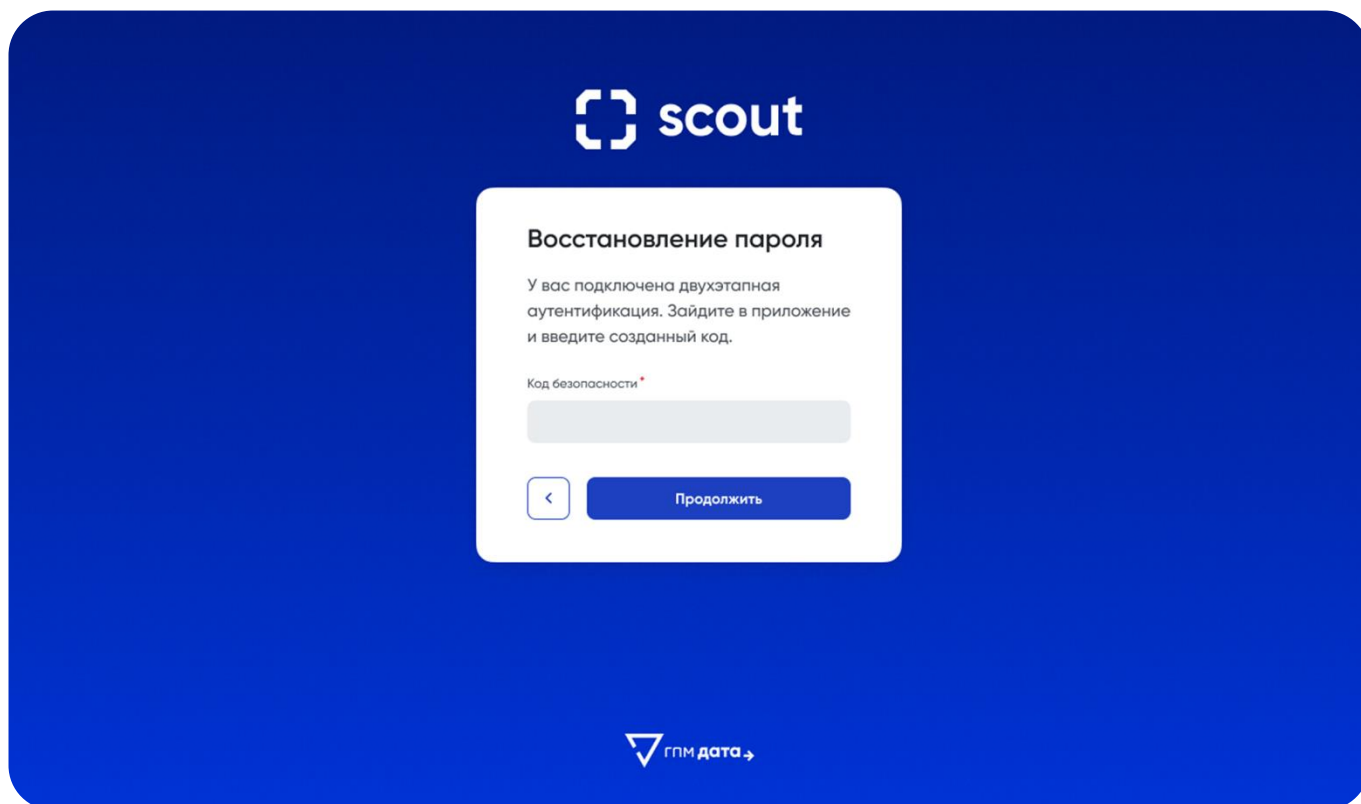 scout
Восстановление пароля
У вас подключена двухэтапная
аутентификация. Зайдите в приложение
и введите созданный код.
Код безопасности *
Продолжить
гпм дата →